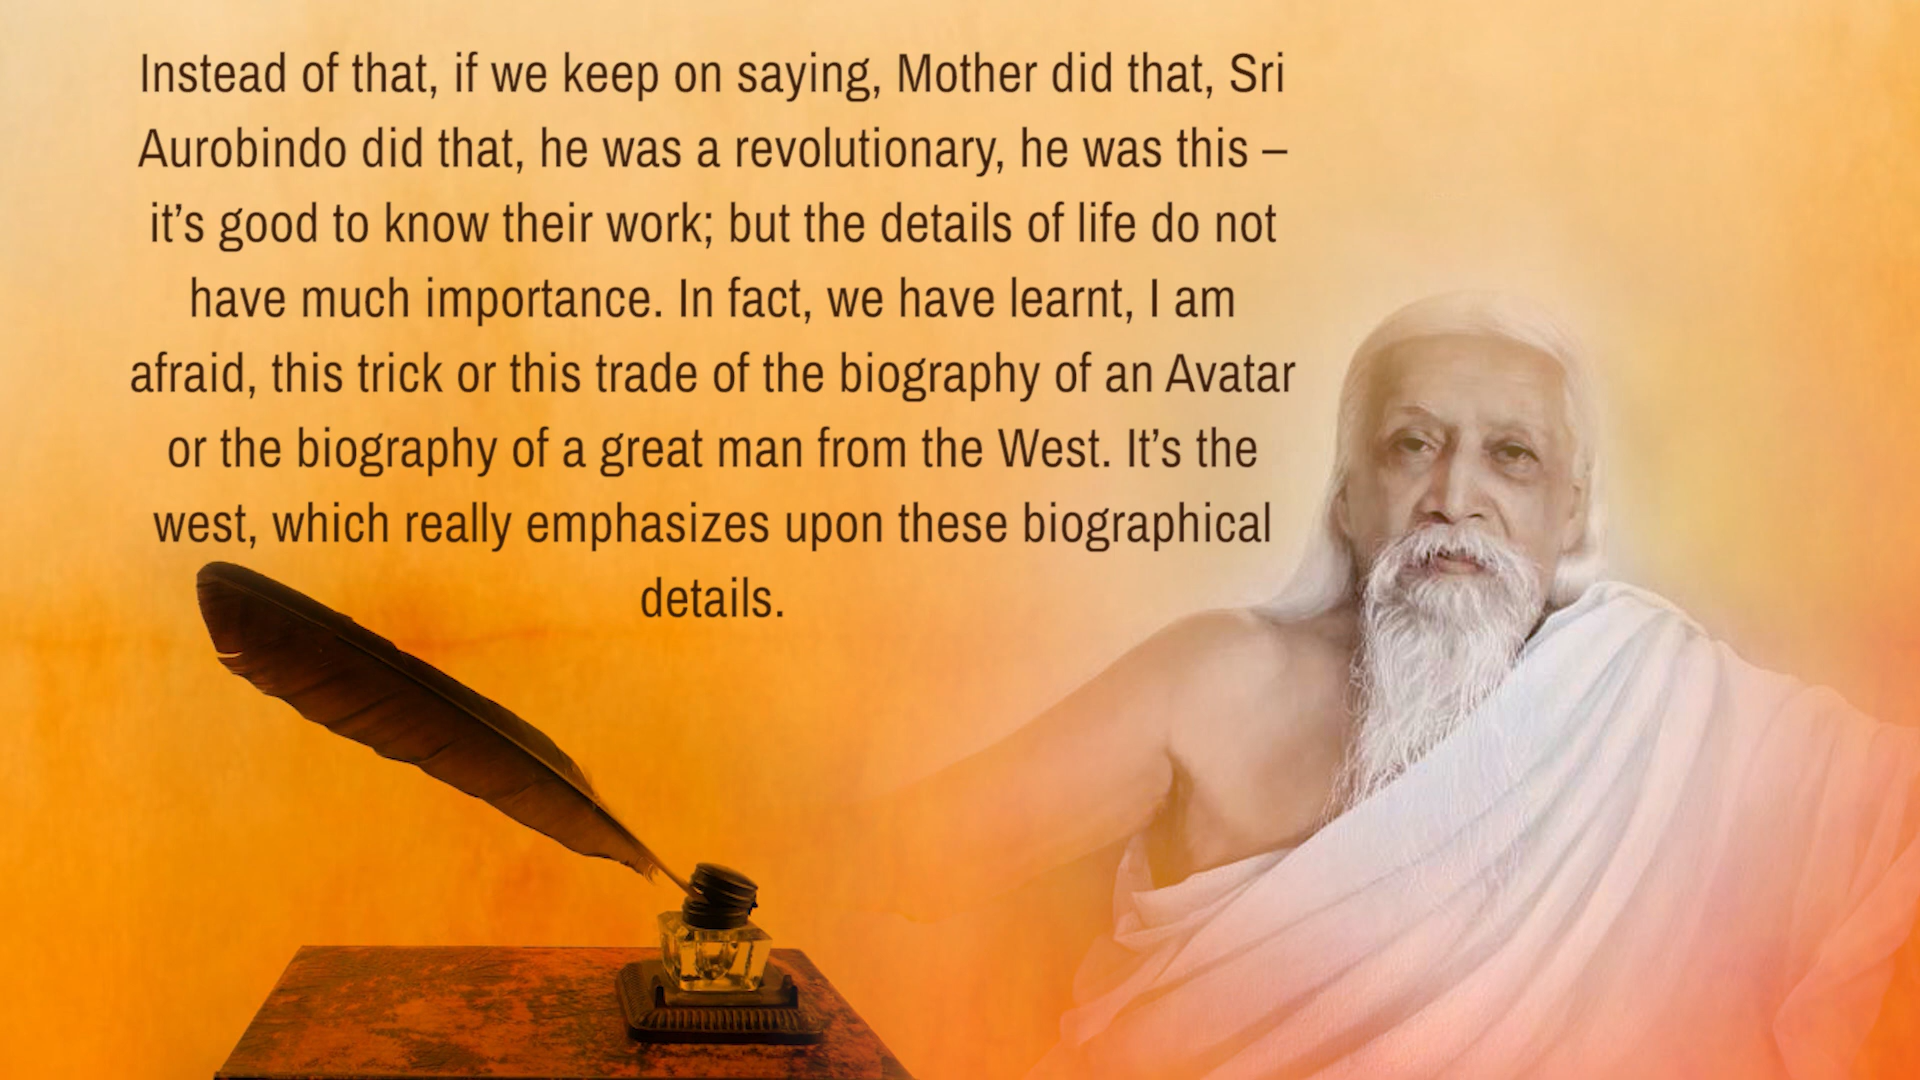 Instead of that, if we keep on saying, Mother did that, Sri
Aurobindo did that, he was a revolutionary, he was this –
it’s good to know their work; but the details of life do not
have much importance. In fact, we have learnt, I am
afraid, this trick or this trade of the biography of an Avatar
or the biography of a great man from the West. It’s the
west, which really emphasizes upon these biographical
details.